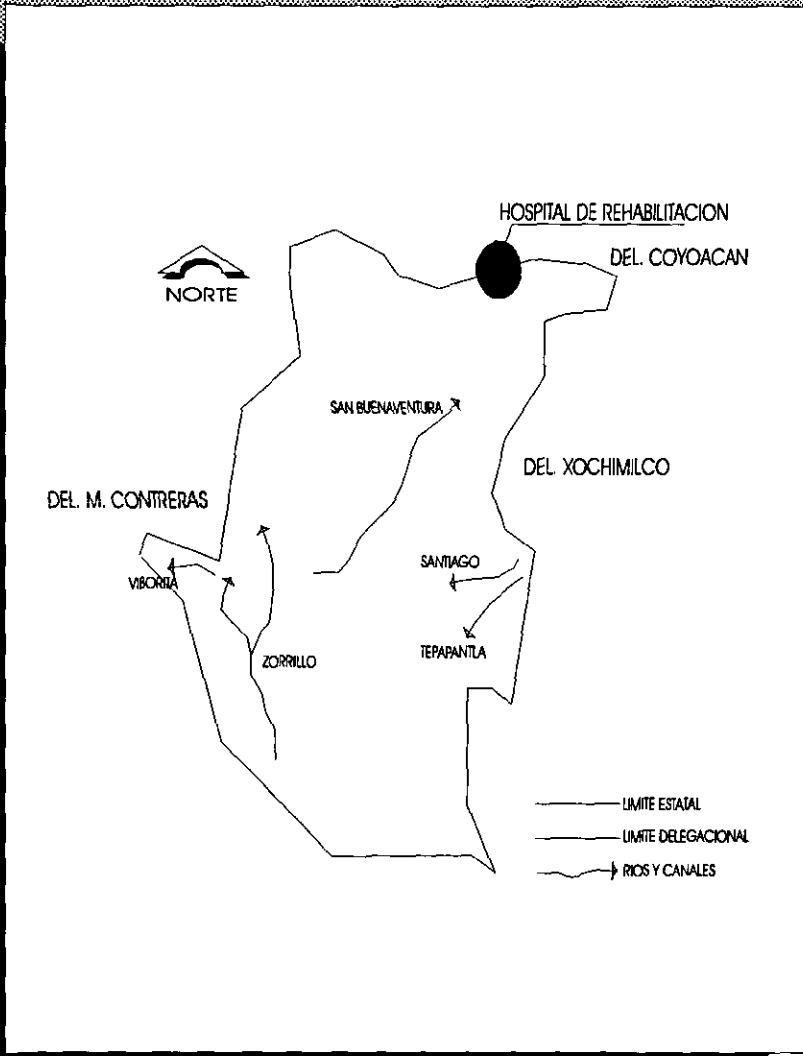 HOSPITAL DE REHABILITACION
DEL. COYOACAN
NORTE
SAN BUENAVENTURA
DEL. XOCHIMILCO
DEL. M. CONTRERAS
SANTIAGO
VIBORITA
TEPAPANTLA
ZORRILLO
LIMITE ESTATAL
LIMITE DELEGACIONAL
RIOS Y CANALES